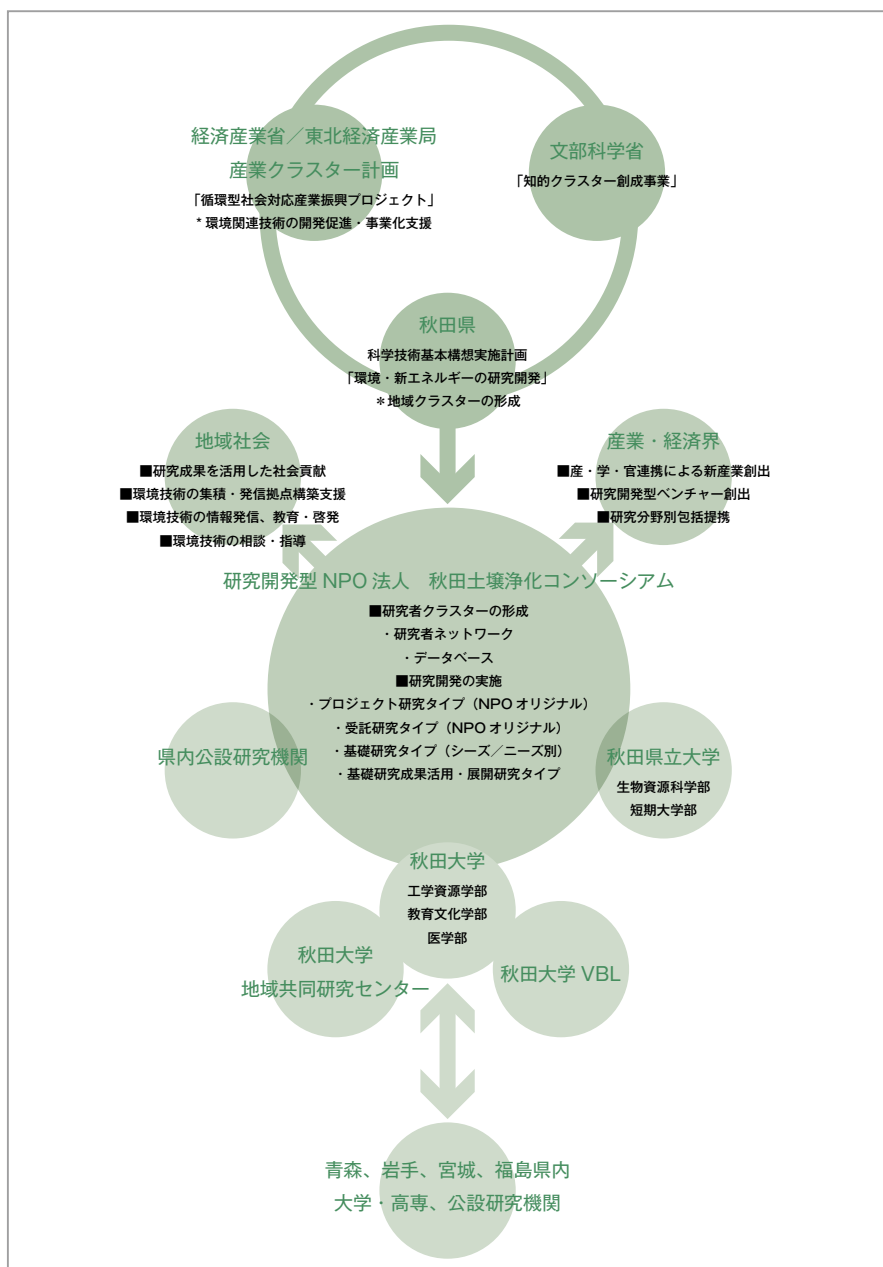 経済産業省／東北経済産業局
産業クラスター計画
「循環型社会対応産業振興プロジェクト」
* 環境関連技術の開発促進・事業化支援
文部科学省
「知的クラスター創成事業」
秋田県
科学技術基本構想実施計画
「環境・新エネルギーの研究開発」
＊地域クラスターの形成
地域社会
■研究成果を活用した社会貢献
■環境技術の集積・発信拠点構築支援
■環境技術の情報発信、教育・啓発
■環境技術の相談・指導
産業・経済界
■産・学・官連携による新産業創出
■研究開発型ベンチャー創出
■研究分野別包括提携
研究開発型 NPO 法人　秋田土壌浄化コンソーシアム
■研究者クラスターの形成
・研究者ネットワーク
・データベース
■研究開発の実施
・プロジェクト研究タイプ（NPO オリジナル）
・受託研究タイプ（NPO オリジナル）
・基礎研究タイプ（シーズ／ニーズ別）
・基礎研究成果活用・展開研究タイプ
県内公設研究機関
秋田県立大学
生物資源科学部
短期大学部
秋田大学
工学資源学部
教育文化学部
医学部
秋田大学
地域共同研究センター
秋田大学 VBL
青森、岩手、宮城、福島県内
大学・高専、公設研究機関